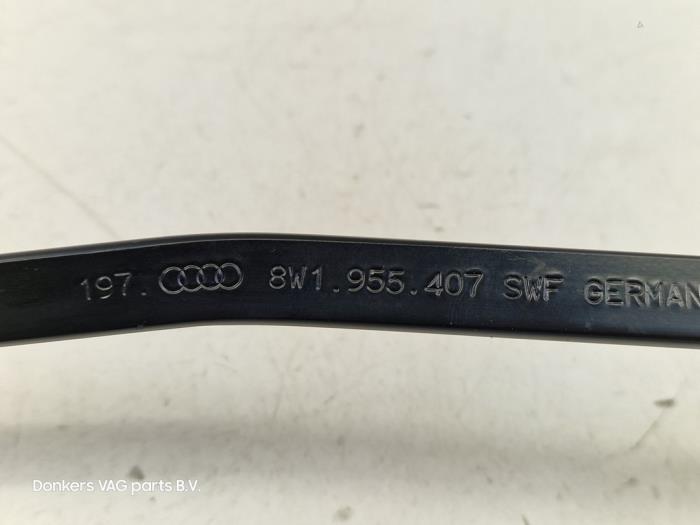 197. 8W1.955.407 SWF GERMAN
Donkers VAG parts B.V.